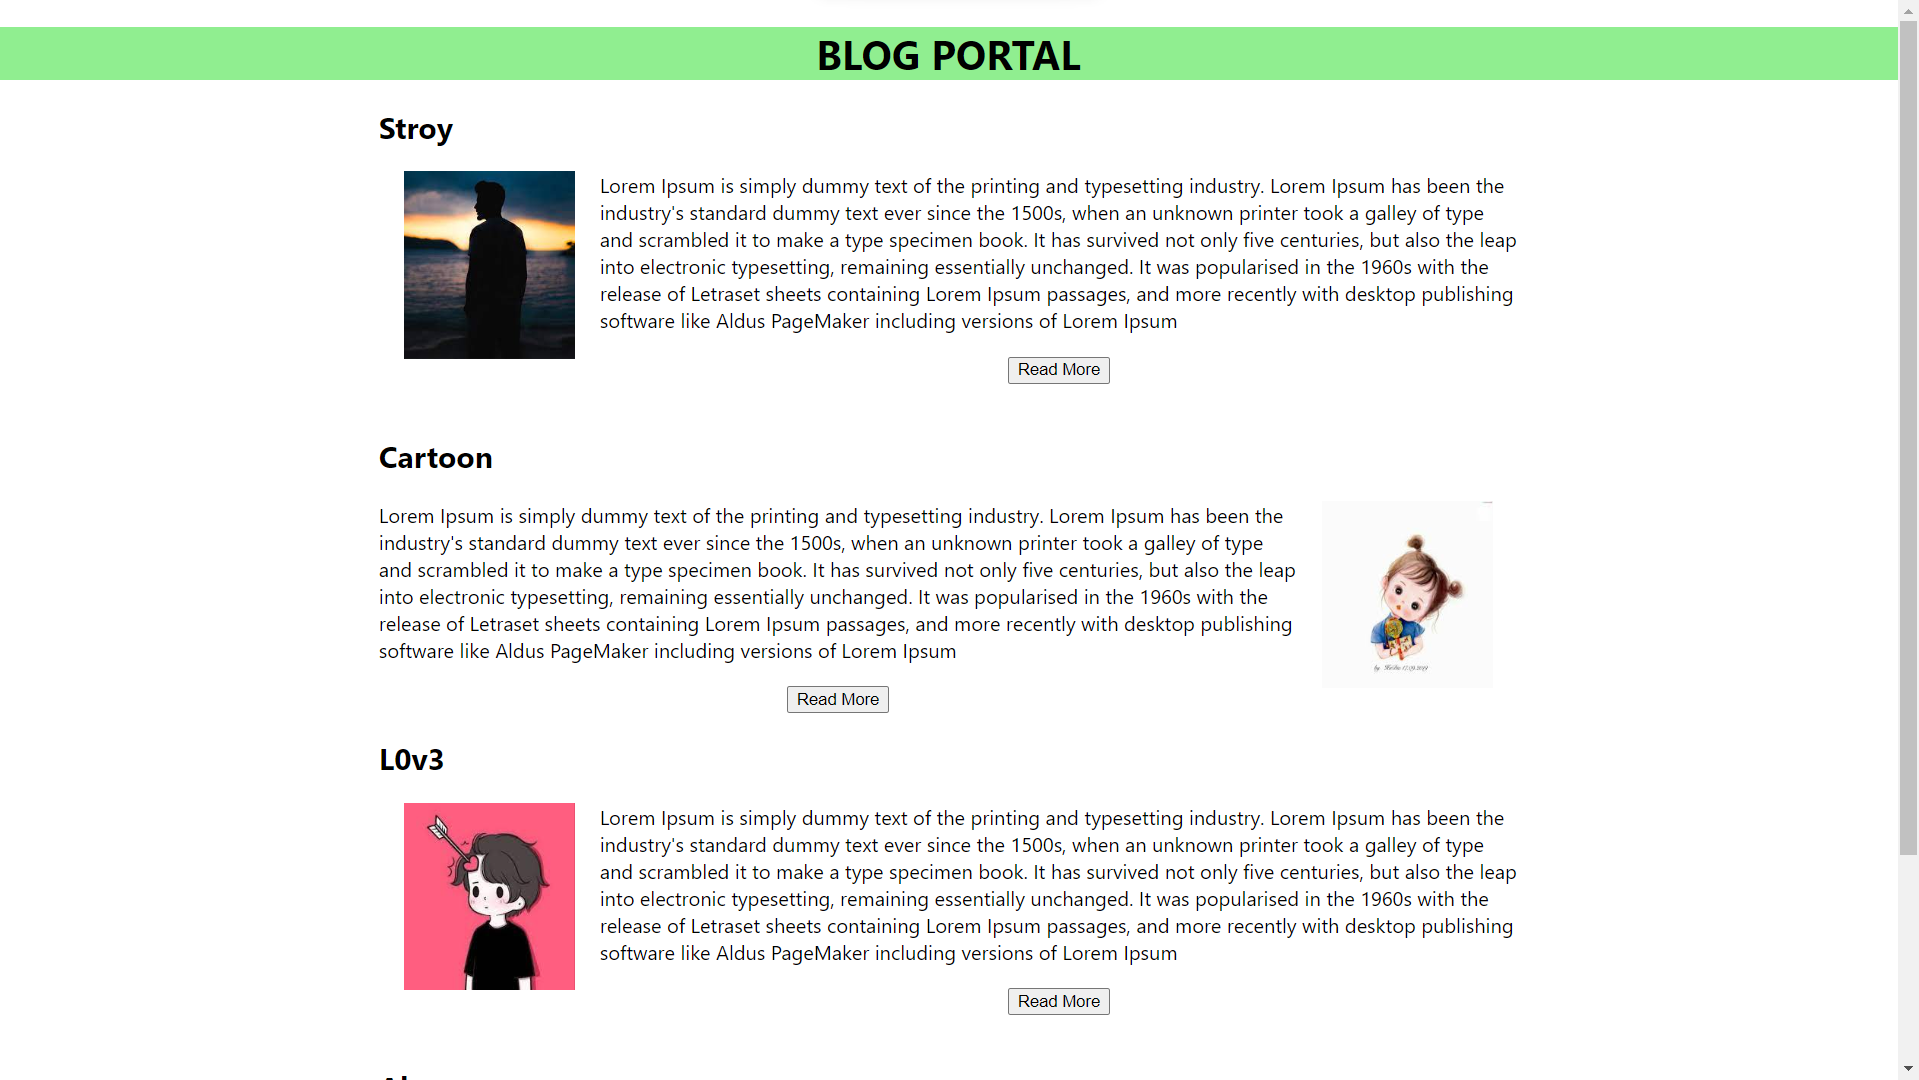 BLOG PORTAL
Stroy
Lorem Ipsum is simply dummy text of the printing and typesetting industry. Lorem Ipsum has been the
industry's standard dummy text ever since the 1500s, when an unknown printer took a galley of type
and scrambled it to make a type specimen book. It has survived not only five centuries, but also the leap
into electronic typesetting, remaining essentially unchanged. It was popularised in the 1960s with the
release of Letraset sheets containing Lorem Ipsum passages, and more recently with desktop publishing
software like Aldus PageMaker including versions of Lorem Ipsum
Read More
Cartoon
Lorem Ipsum is simply dummy text of the printing and typesetting industry. Lorem Ipsum has been the
industry's standard dummy text ever since the 1500s, when an unknown printer took a galley of type
and scrambled it to make a type specimen book. It has survived not only five centuries, but also the leap
into electronic typesetting, remaining essentially unchanged. It was popularised in the 1960s with the
release of Letraset sheets containing Lorem Ipsum passages, and more recently with desktop publishing
software like Aldus PageMaker including versions of Lorem Ipsum
Read More
L0v3
Lorem Ipsum is simply dummy text of the printing and typesetting industry. Lorem Ipsum has been the
industry's standard dummy text ever since the 1500s, when an unknown printer took a galley of type
and scrambled it to make a type specimen book. It has survived not only five centuries, but also the leap
into electronic typesetting, remaining essentially unchanged. It was popularised in the 1960s with the
release of Letraset sheets containing Lorem Ipsum passages, and more recently with desktop publishing
software like Aldus PageMaker including versions of Lorem Ipsum
Read More